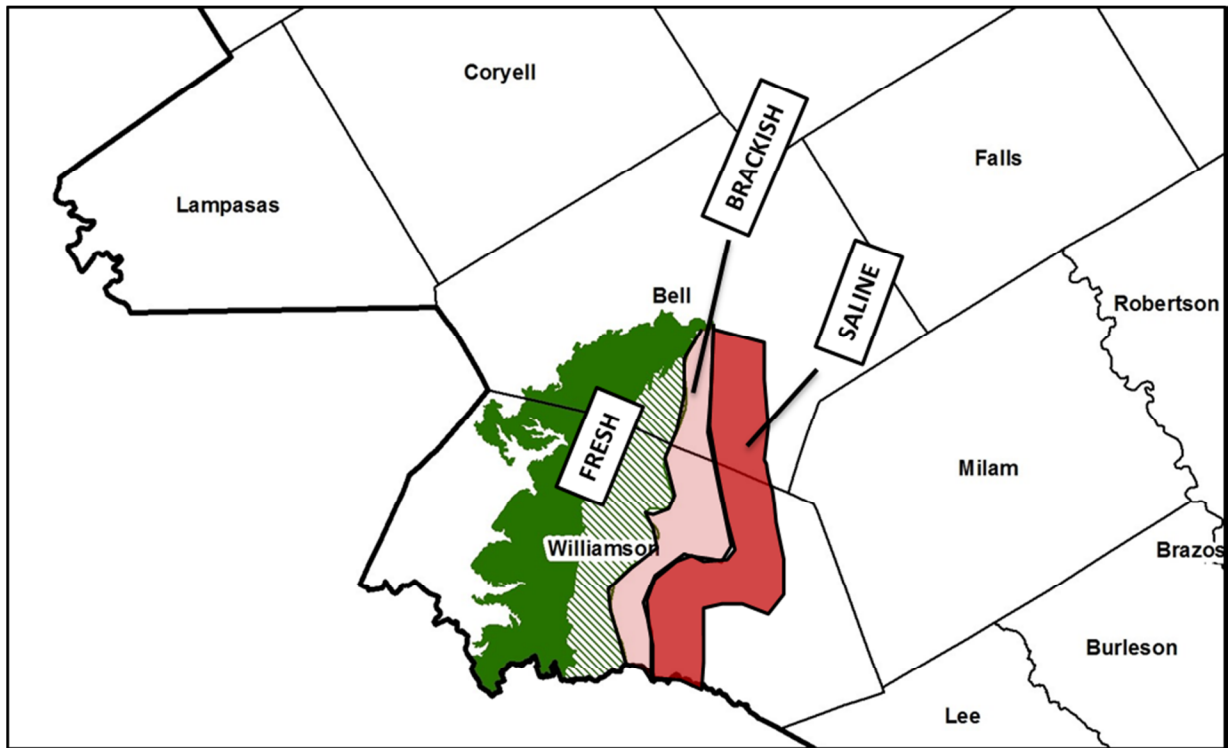 Coryell
BRACKISH
Falls
Lampasas
SALINE
Bell
Robertson
FRESH
Milam
Williamson
Brazos
Burleson
Lee